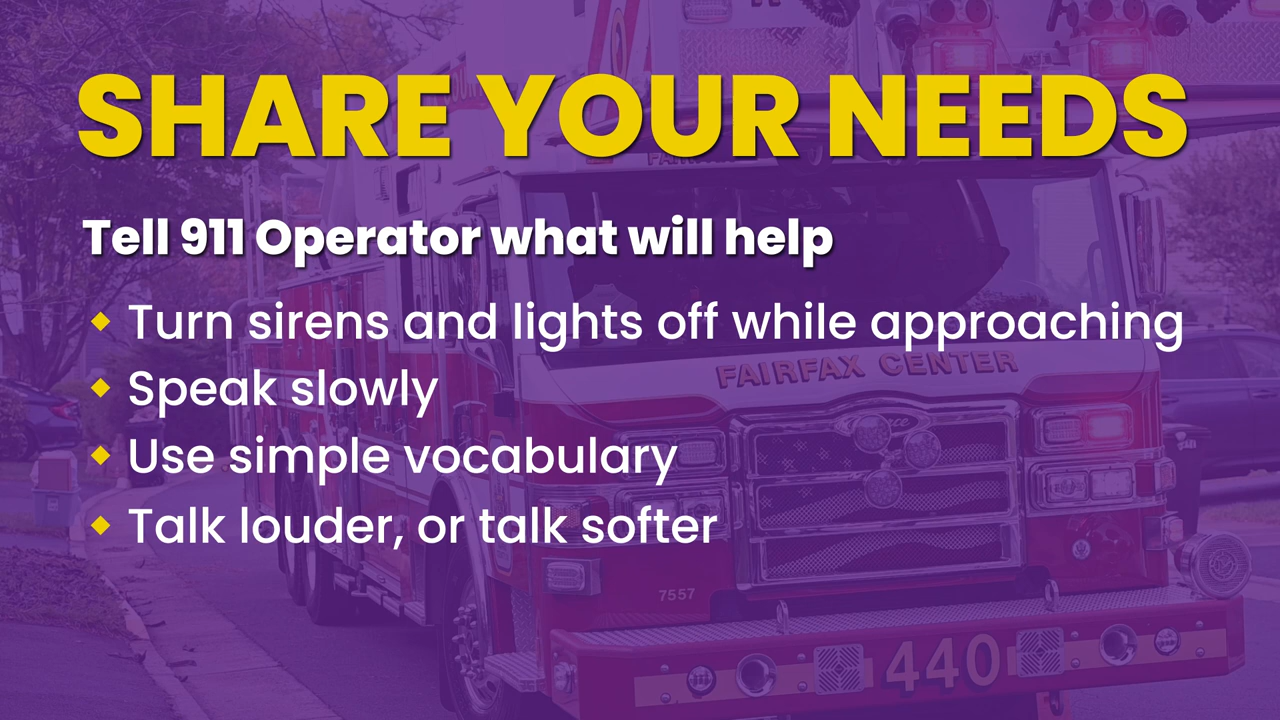 SHARE YOUR NEEDS
Tell 911 Operator what will help
Turn sirens and lights off while approaching
FAIRFAX CENTER
Speak slowly
Use simple vocabulary
Talk louder, or talk softer
7557
440